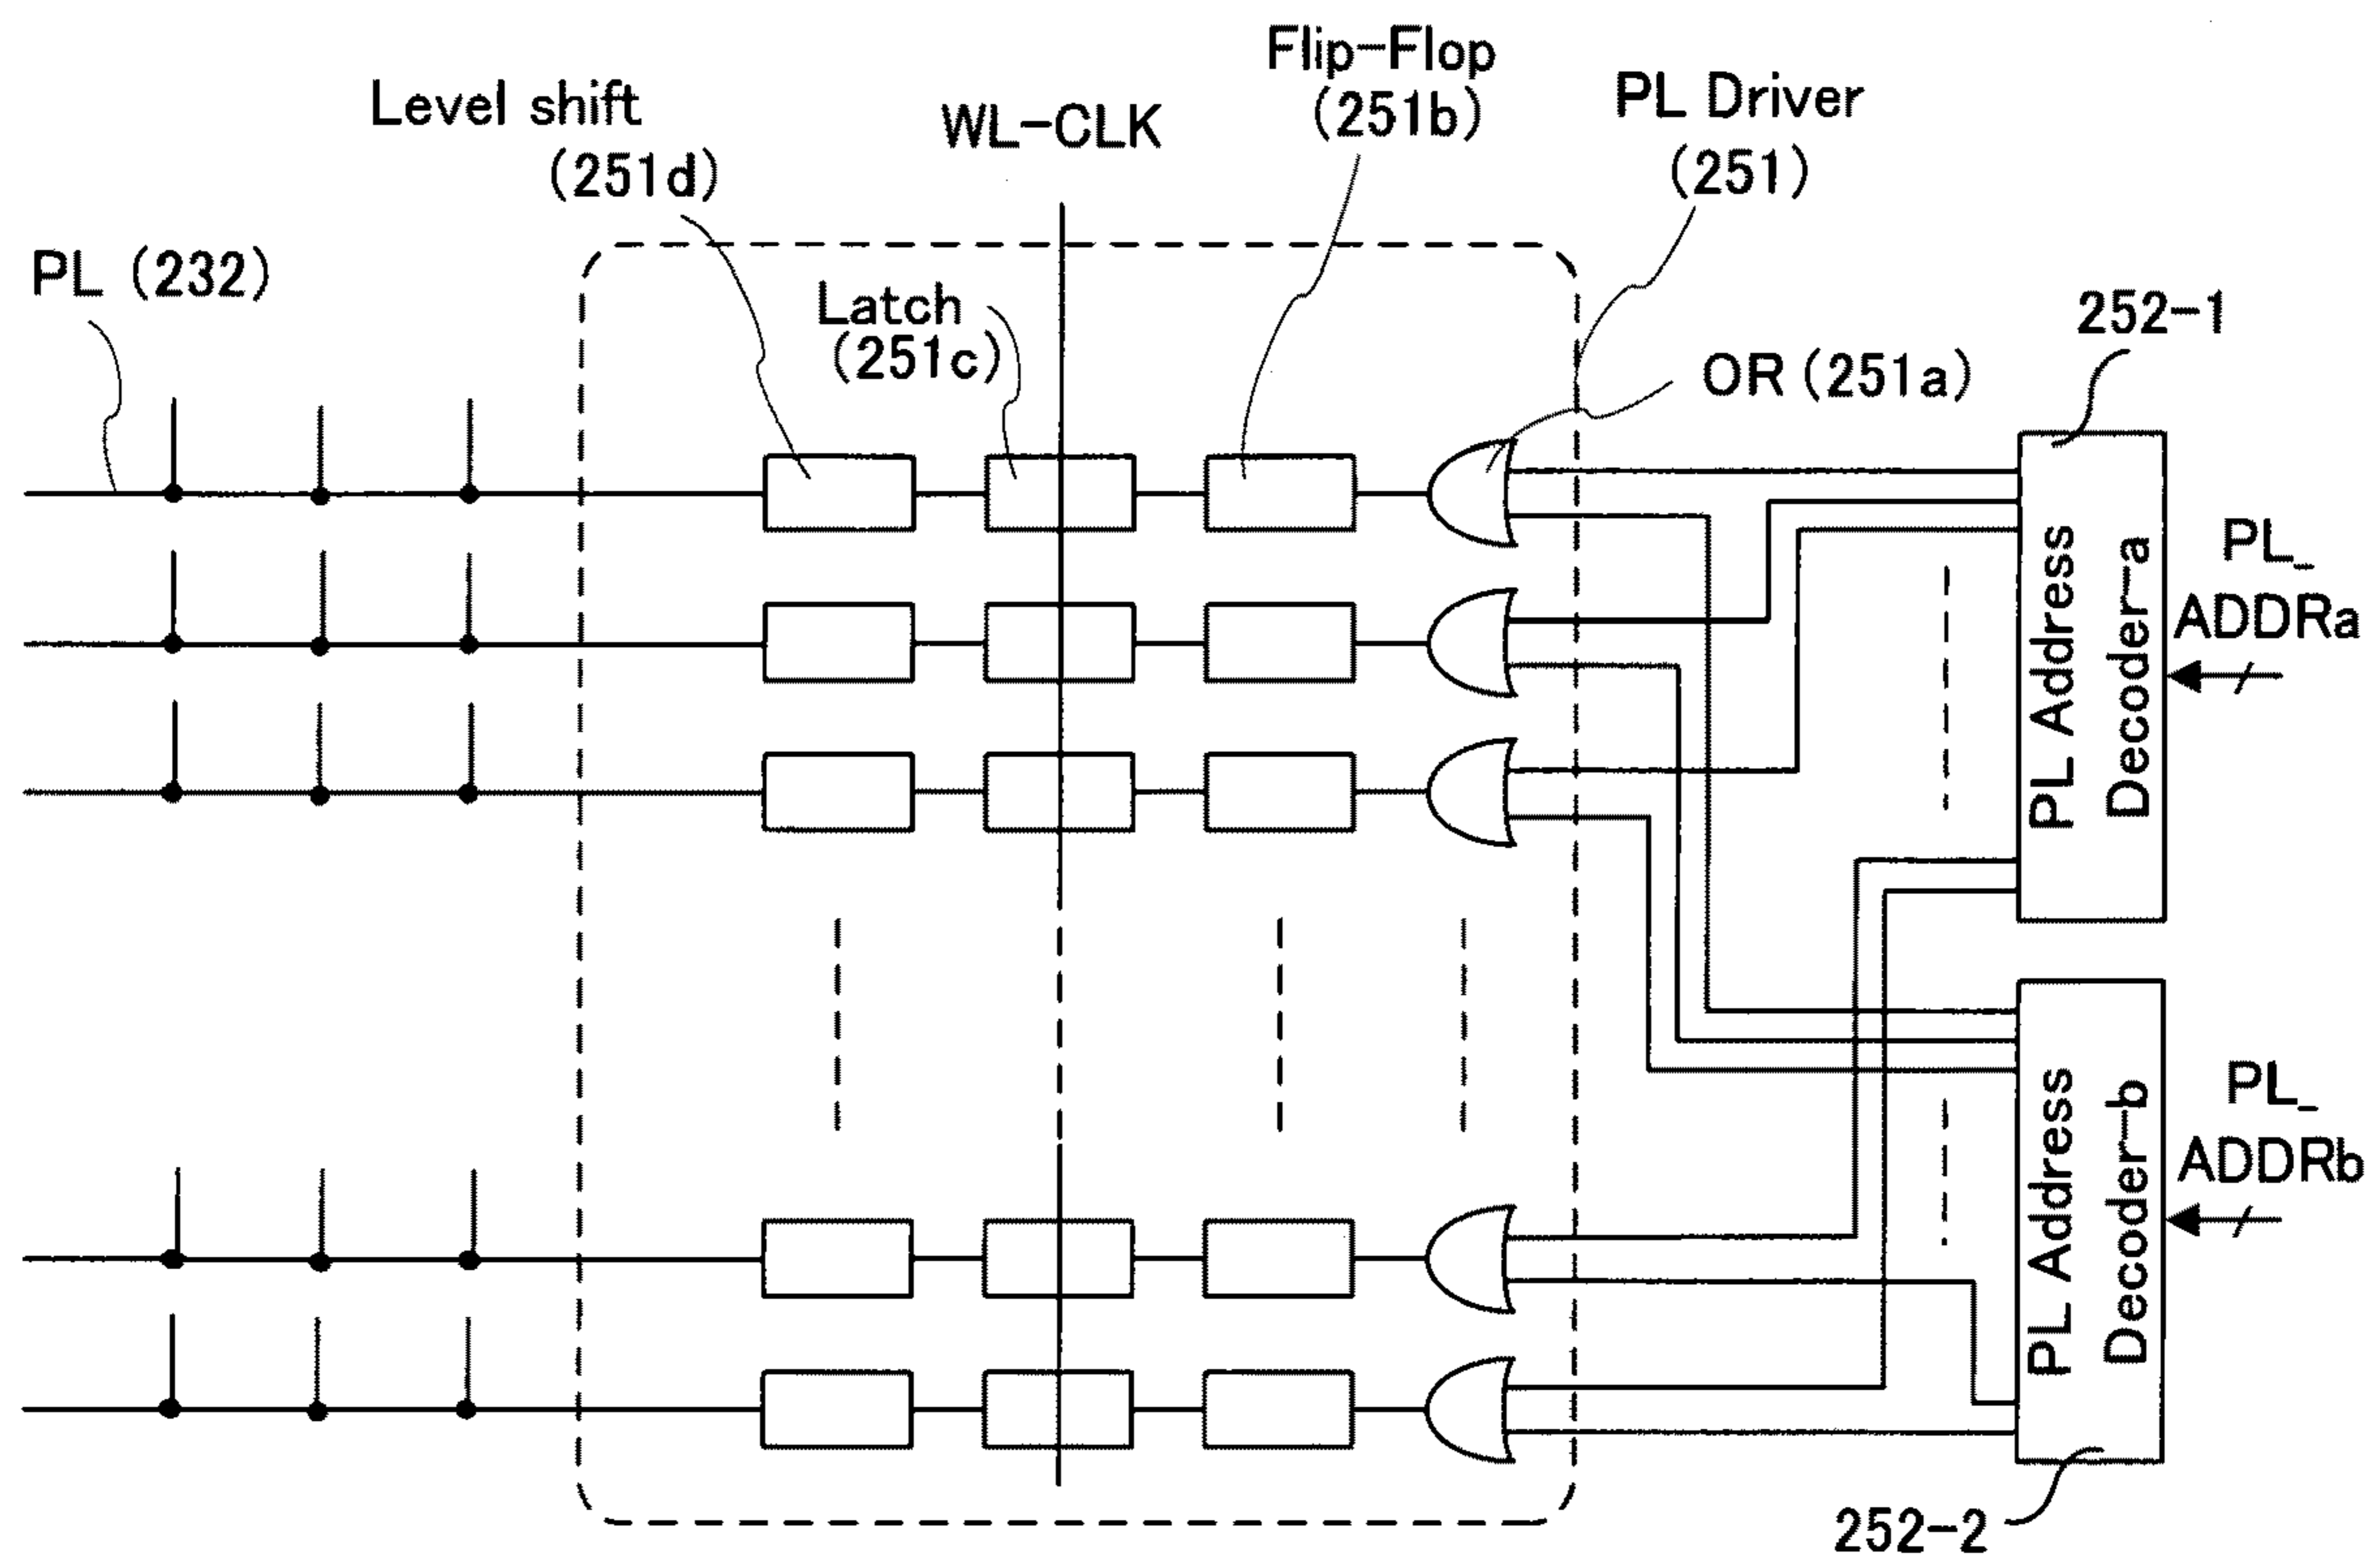 Flip-Flop
(251b)
Level shift
(251d)
WL-CLK
PL Driver
(251)
PL (232)
Latch
(251c)
252-1
OR (251a)
PL Address
Decoder-a
PL_
ADDRa
PL Address
Decoder-b
PL_
ADDRb
252-2